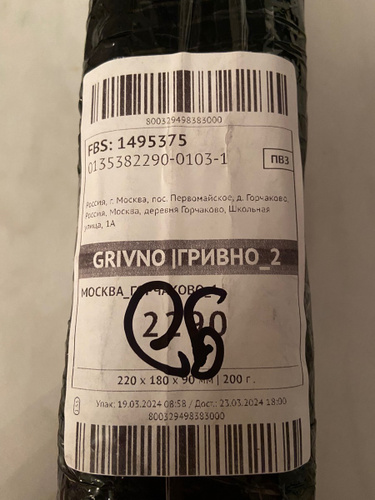 800329498383000
FBS: 1495375
0135382290-0103-1
ПВЗ
Россия, г. Москва, пос. Первомайское, д. Горчаково,
Россия, Москва, деревня Горчаково, Школьная
улица, 1А
GRIVNO |ГРИВНО_2
МОСКВА_ГОРЧАКОВО_1
2290
220 x 180 x 90 мм | 200 г.
Упак: 19.03.2024 08:58 / Дост.: 23.03.2024 18:00
800329498383000